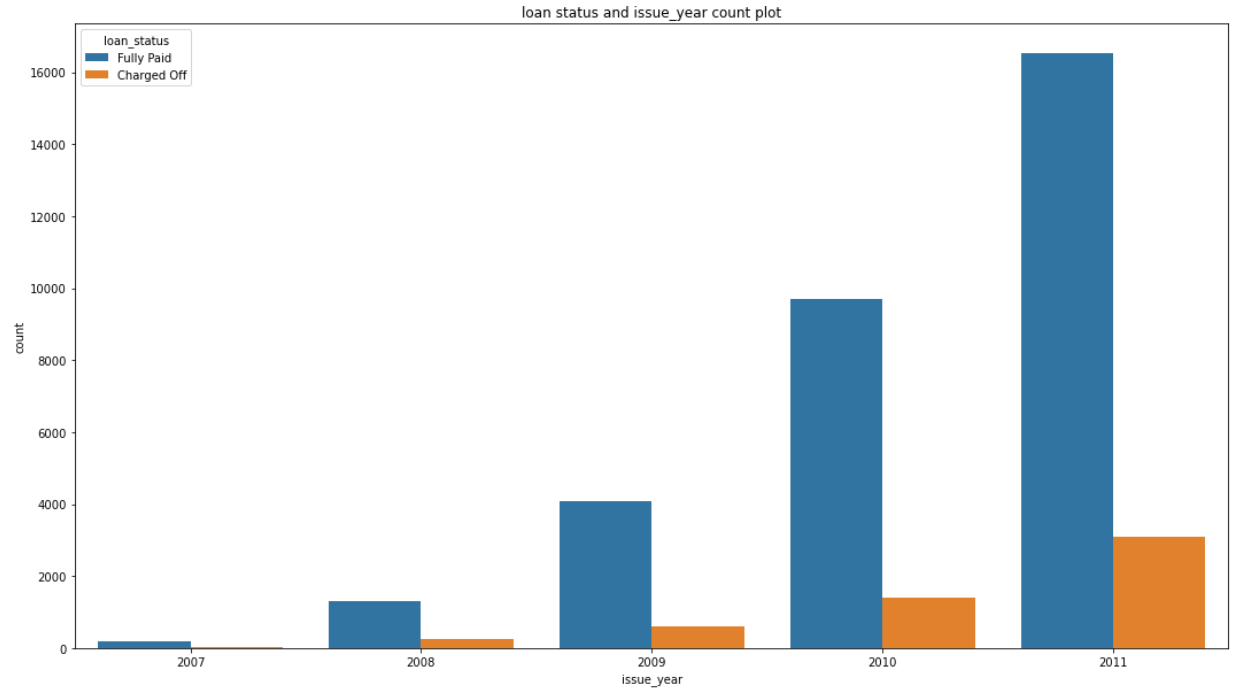 loan status and issue_year count plot
loan_status
Fully Paid
Charged Off
16000
14000
12000
10000
8000
6000
4000
2000
0
count
2007 2008 2009 2010 2011
issue_year